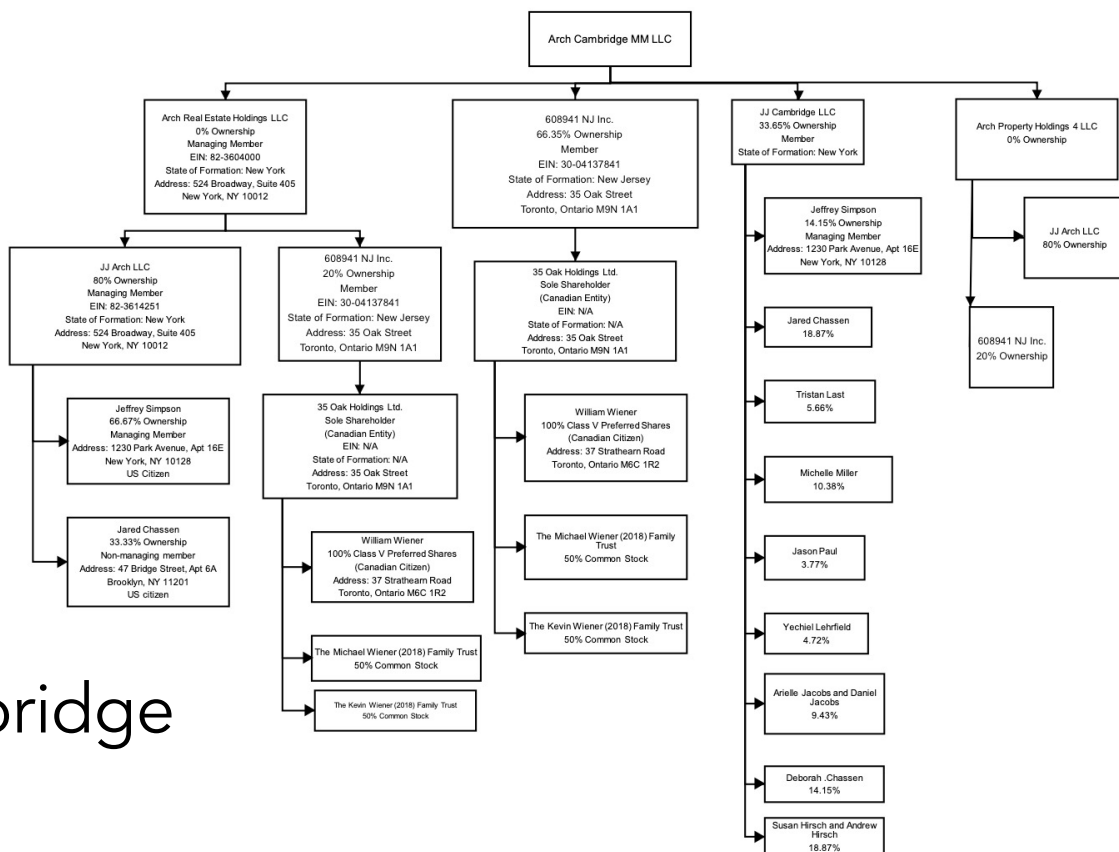 Arch Cambridge MM LLC
Arch Real Estate Holdings LLC
0% Ownership
Managing Member
EIN: 82-3604000
State of Formation: New York
Address: 524 Broadway, Suite 405
New York, NY 10012
608941 NJ Inc.
66.35% Ownership
Member
EIN: 30-04137841
State of Formation: New Jersey
Address: 35 Oak Street
Toronto, Ontario M9N 1A1
JJ Cambridge LLC
33.65% Ownership
Member
State of Formation: New York
Arch Property Holdings 4 LLC
0% Ownership
JJ Arch LLC
80% Ownership
Managing Member
EIN: 82-3614251
State of Formation: New York
Address: 524 Broadway, Suite 405
New York, NY 10012
608941 NJ Inc.
20% Ownership
Member
EIN: 30-04137841
State of Formation: New Jersey
Address: 35 Oak Street
Toronto, Ontario M9N 1A1
35 Oak Holdings Ltd.
Sole Shareholder
(Canadian Entity)
EIN: N/A
State of Formation: N/A
Address: 35 Oak Street
Toronto, Ontario M9N 1A1
Jeffrey Simpson
14.15% Ownership
Managing Member
Address: 1230 Park Avenue, Apt 16E
New York, NY 10128
JJ Arch LLC
80% Ownership
608941 NJ Inc.
20% Ownership
Jeffrey Simpson
66.67% Ownership
Managing Member
Address: 1230 Park Avenue, Apt 16E
New York, NY 10128
US Citizen
Jared Chassen
33.33% Ownership
Non-managing member
Address: 47 Bridge Street, Apt 6A
Brooklyn, NY 11201
US citizen
35 Oak Holdings Ltd.
Sole Shareholder
(Canadian Entity)
EIN: N/A
State of Formation: N/A
Address: 35 Oak Street
Toronto, Ontario M9N 1A1
William Wiener
100% Class V Preferred Shares
(Canadian Citizen)
Address: 37 Strathearn Road
Toronto, Ontario M6C 1R2
The Michael Wiener (2018) Family Trust
50% Common Stock
The Kevin Wiener (2018) Family Trust
50% Common Stock
William Wiener
100% Class V Preferred Shares
(Canadian Citizen)
Address: 37 Strathearn Road
Toronto, Ontario M6C 1R2
The Michael Wiener (2018) Family
Trust
50% Common Stock
The Kevin Wiener (2018) Family Trust
50% Common Stock
Jared Chassen
18.87%
Tristan Last
5.66%
Michelle Miller
10.38%
Jason Paul
3.77%
Yechiel Lehrfield
4.72%
Arielle Jacobs and Daniel
Jacobs
9.43%
Deborah .Chassen
14.15%
Susan Hirsch and Andrew
Hirsch
18.87%
bridge